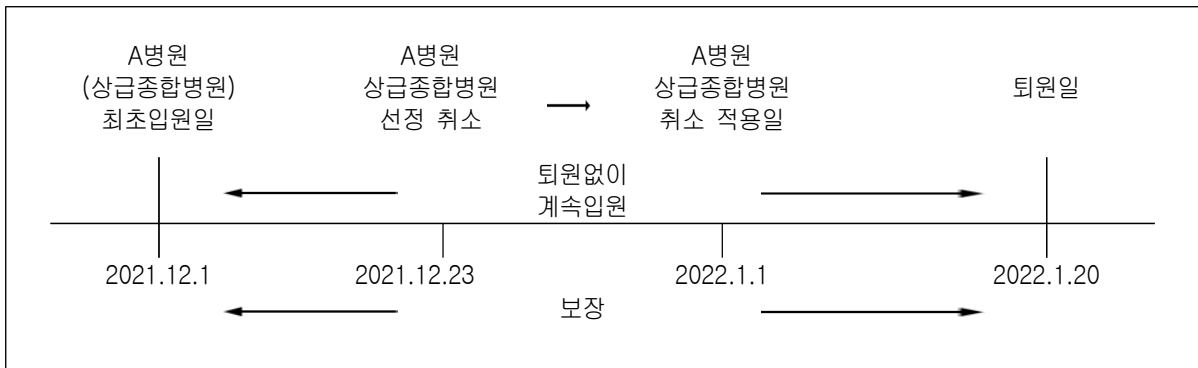 A병원
(상급종합병원)
최초입원일
A병원
상급종합병원
선정 취소
A병원
상급종합병원
취소 적용일
퇴원일
퇴원없이
계속입원
2021.12.1
2021.12.23
2022.1.1
2022.1.20
보장